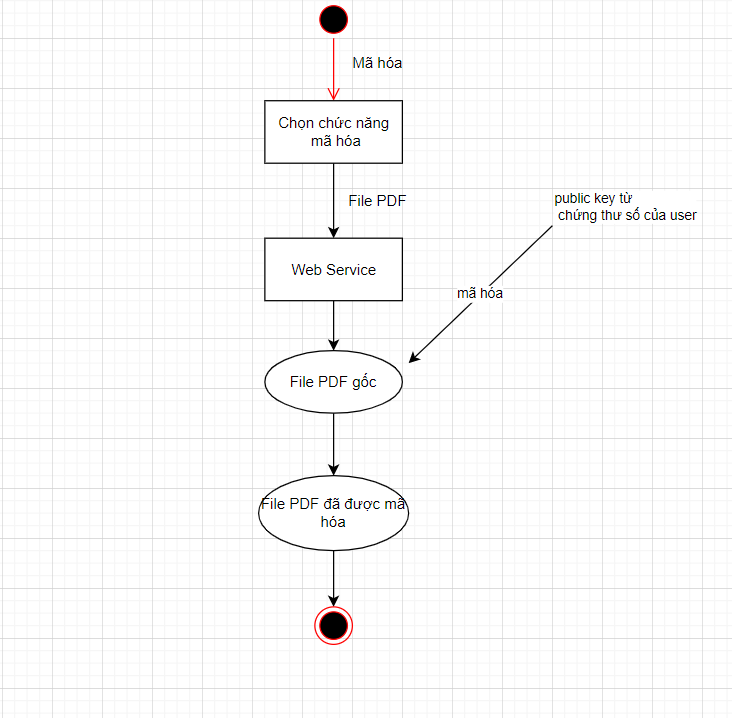 Mã hóa
Chọn chức năng
mã hóa
File PDF
public key từ
chứng thư số của user
Web Service
mã hóa
File PDF gốc
File PDF đã được mã
hóa